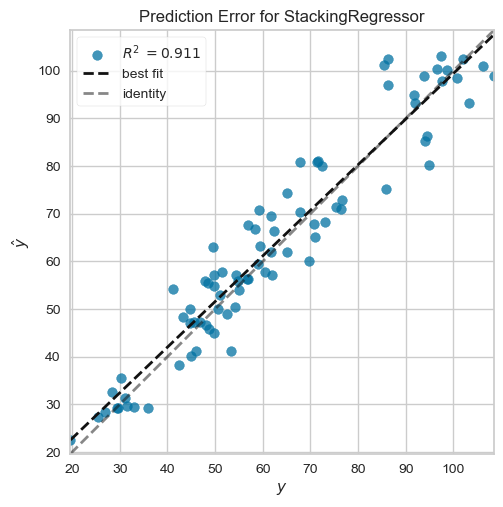 Prediction Error for StackingRegressor
R² = 0.911
best fit
identity
100
90
80
70
60
50
40
30
20
ŷ
20 30 40 50 60 70 80 90 100
y